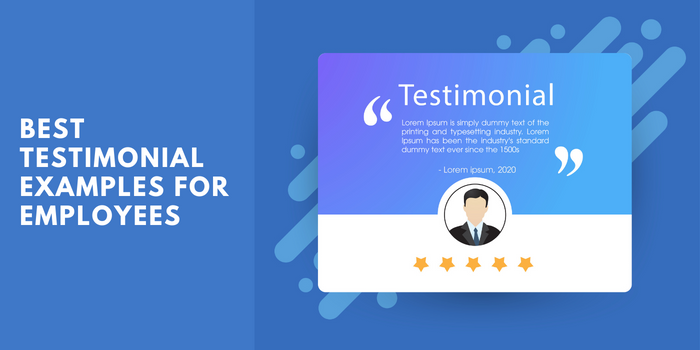 BEST
TESTIMONIAL
EXAMPLES FOR
EMPLOYEES
Testimonial
“
Lorem Ipsum is simply dummy text of the
printing and typesetting industry. Lorem
Ipsum has been the industry's standard
dummy text ever since the 1500s
”
- Lorem ipsum, 2020